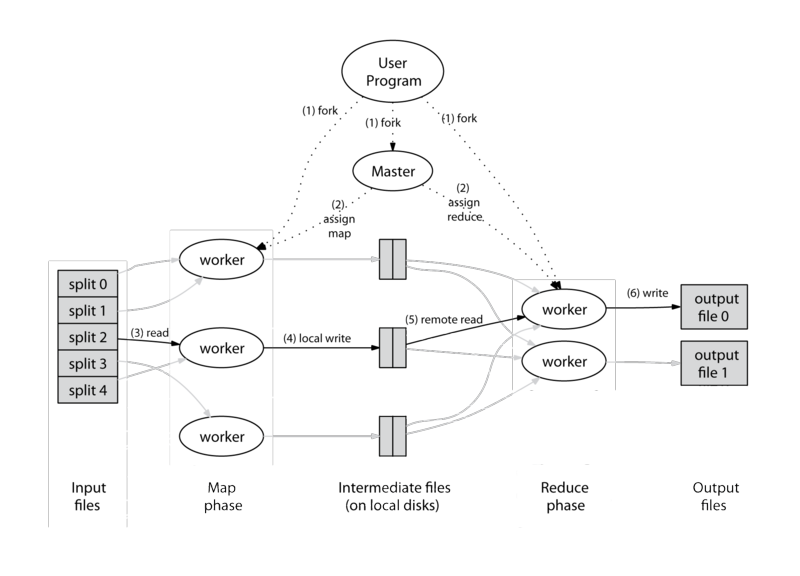 User
Program
(1) fork
(1) fork
(1) fork
Master
(2)
assign
map
(2)
assign
reduce
worker
split 0
split 1
split 2
split 3
split 4
(3) read
worker
(4) local write
(5) remote read
worker
worker
worker
(6) write
output
file 0
output
file 1
Input
files
Map
phase
Intermediate files
(on local disks)
Reduce
phase
Output
files